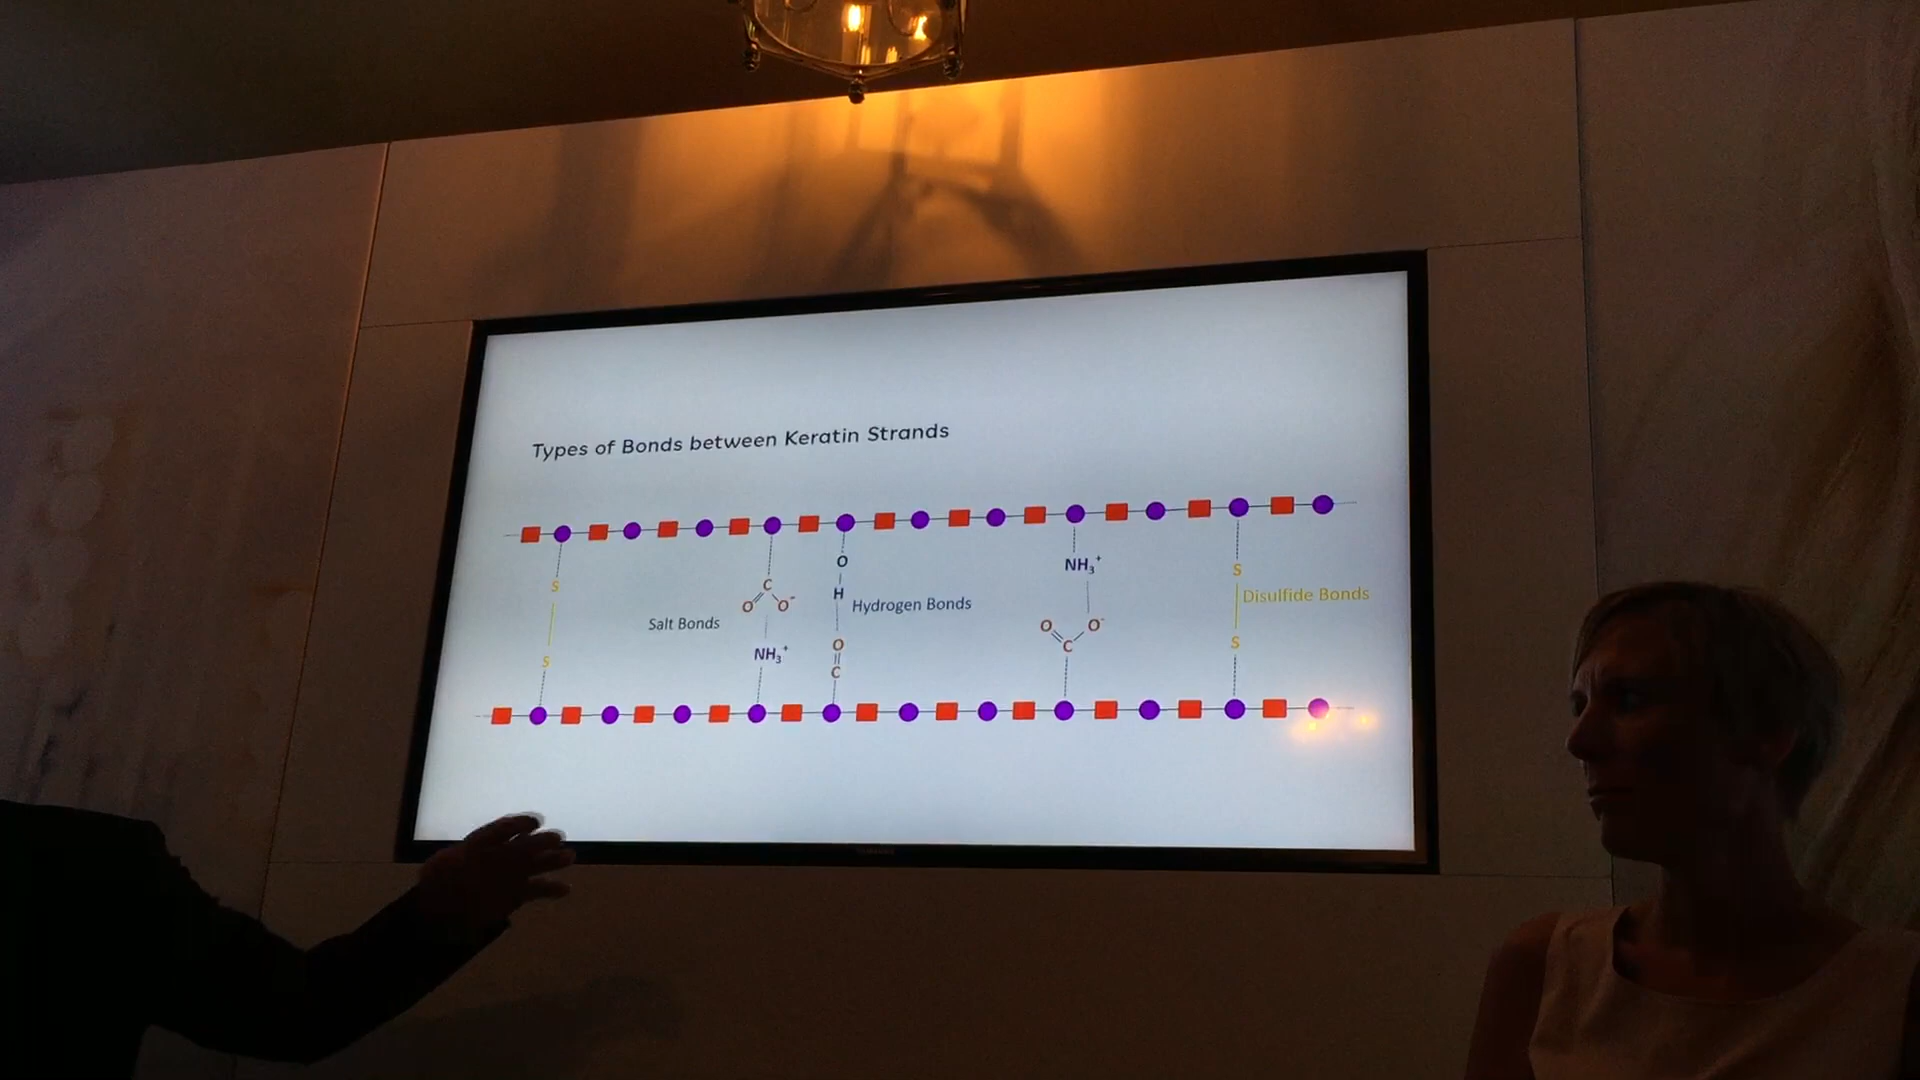 Types of Bonds between Keratin Strands
S
S
Salt Bonds
C
O
O-
NH3+
O
H
O
C
Hydrogen Bonds
NH3+
O
O-
C
S
S
Disulfide Bonds